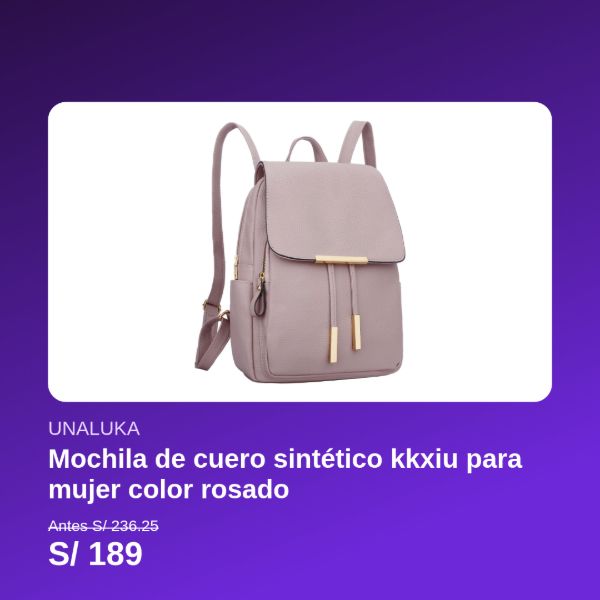 UNALUKA
Mochila de cuero sintético kkxiu para
mujer color rosado
Antes S/ 236.25
S/ 189